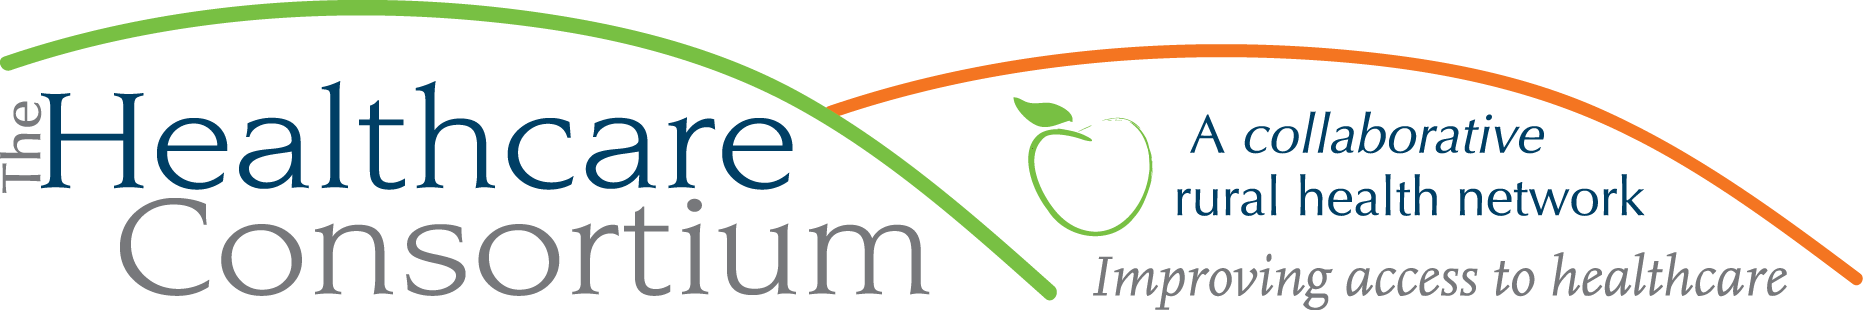 The Healthcare
Consortium
A collaborative
rural health network
Improving access to healthcare